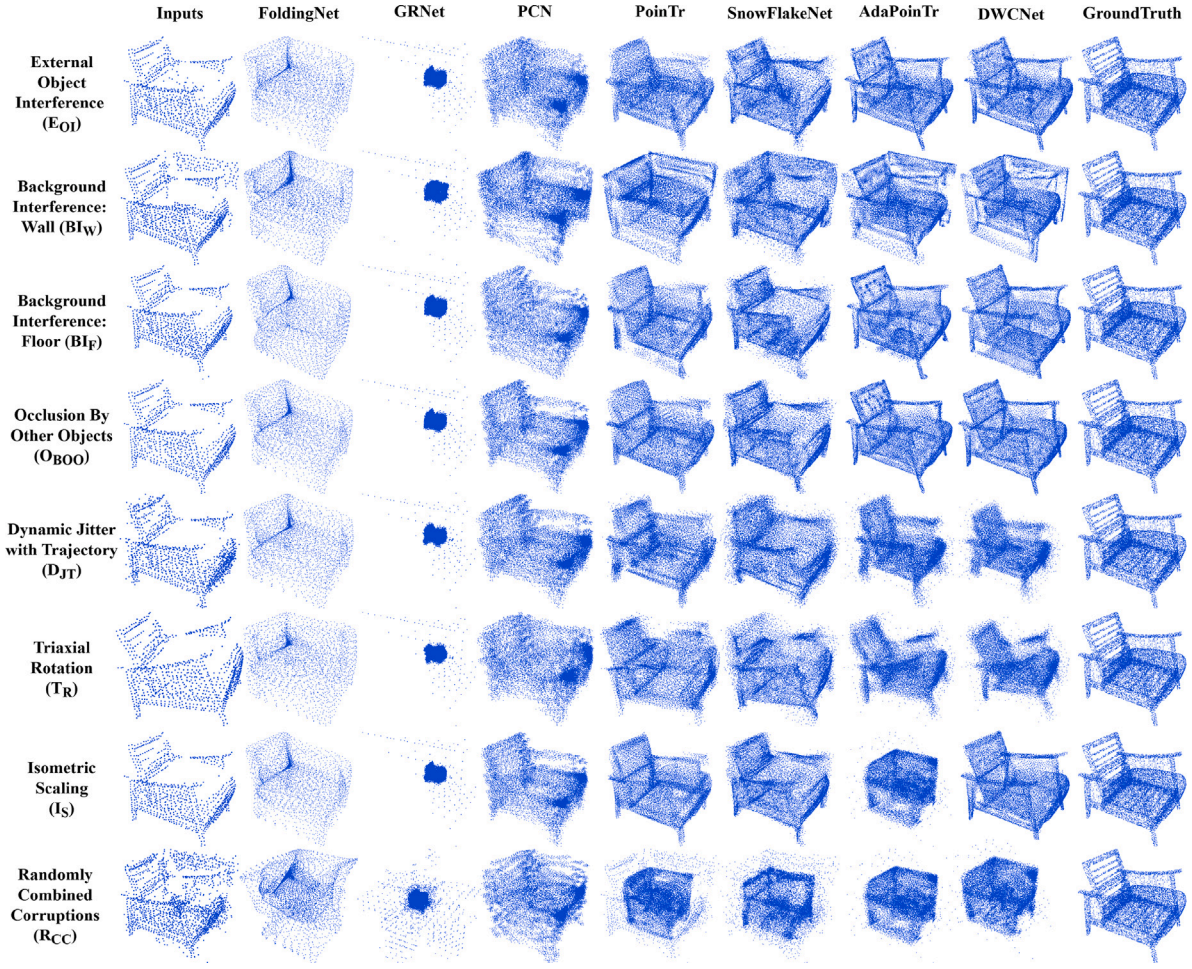 Inputs FoldingNet GRNet PCN PoinTr SnowFlakeNet AdaPoinTr DWCNet GroundTruth
External
Object
Interference
(EOI)
Background
Interference:
Wall (BIW)
Background
Interference:
Floor (BIF)
Occlusion By
Other Objects
(OBOO)
Dynamic Jitter
with Trajectory
(DJT)
Triaxial
Rotation
(TR)
Isometric
Scaling
(IS)
Randomly
Combined
Corruptions
(RCC)